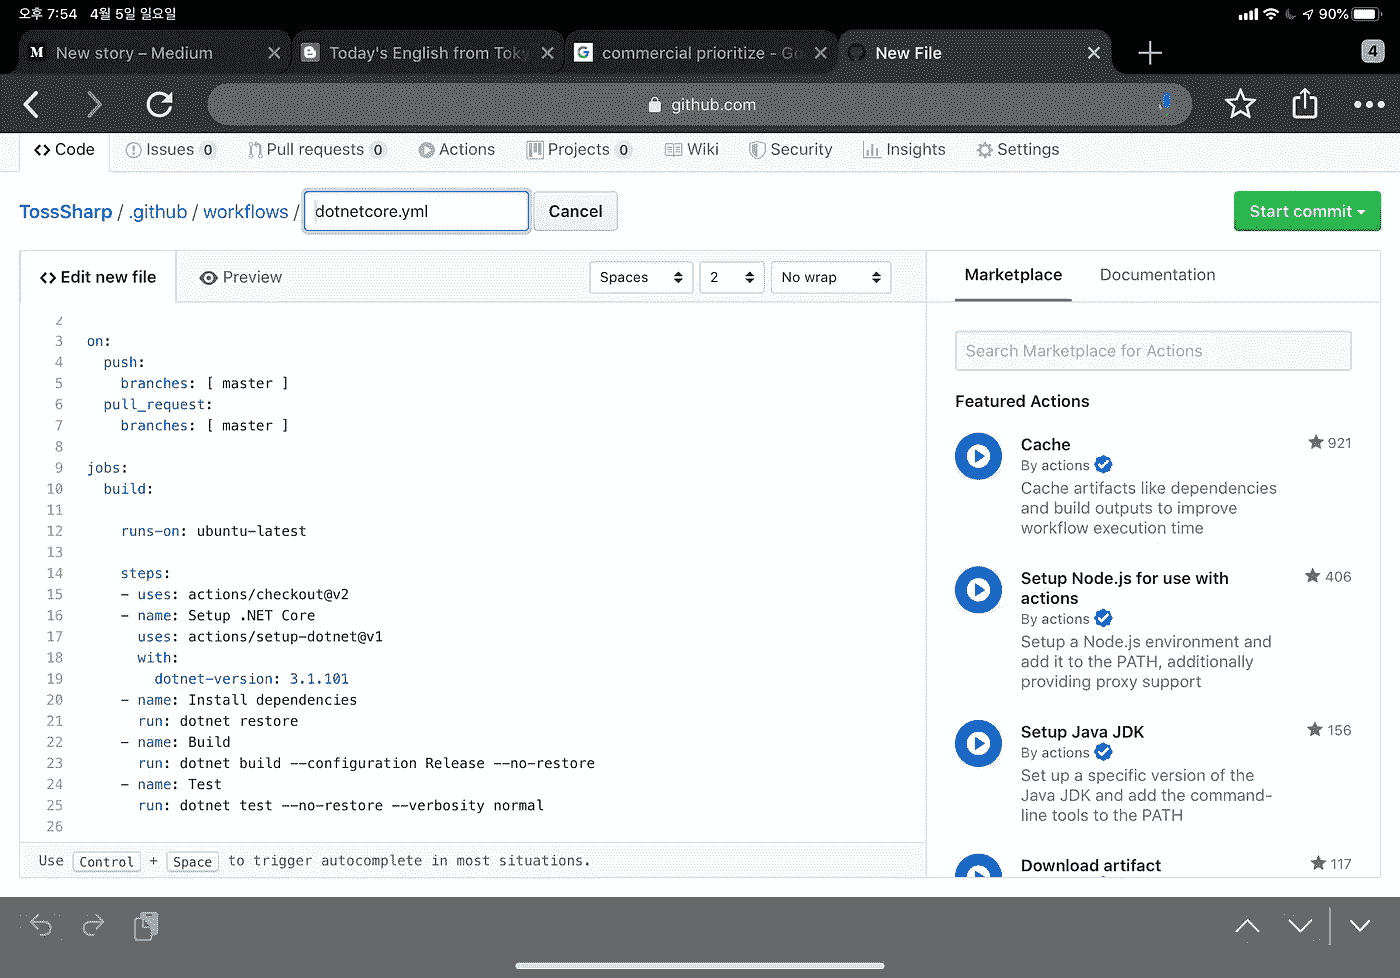 오후 7:54 4월 5일 일요일
90%
M New story – Medium
Today's English from Toky
G commercial prioritize - Go
New File
4
github.com
Code
Issues 0
Pull requests 0
Actions
Projects 0
Wiki
Security
Insights
Settings
TossSharp / .github / workflows / dotnetcore.yml
Cancel
Start commit
Edit new file
Preview
Spaces
2
No wrap
2
3 on:
4 push:
5 branches: [ master ]
6 pull_request:
7 branches: [ master ]
8
9 jobs:
10 build:
11
12 runs-on: ubuntu-latest
13
14 steps:
15 - uses: actions/checkout@v2
16 - name: Setup .NET Core
17 uses: actions/setup-dotnet@v1
18 with:
19 dotnet-version: 3.1.101
20 - name: Install dependencies
21 run: dotnet restore
22 - name: Build
23 run: dotnet build --configuration Release --no-restore
24 - name: Test
25 run: dotnet test --no-restore --verbosity normal
26
Use Control + Space to trigger autocomplete in most situations.
Marketplace
Documentation
Search Marketplace for Actions
Featured Actions
Cache
921
By actions
Cache artifacts like dependencies
and build outputs to improve
workflow execution time
Setup Node.js for use with
actions
406
By actions
Setup a Node.js environment and
add it to the PATH, additionally
providing proxy support
Setup Java JDK
156
By actions
Set up a specific version of the
Java JDK and add the command-
line tools to the PATH
Download artifact
117